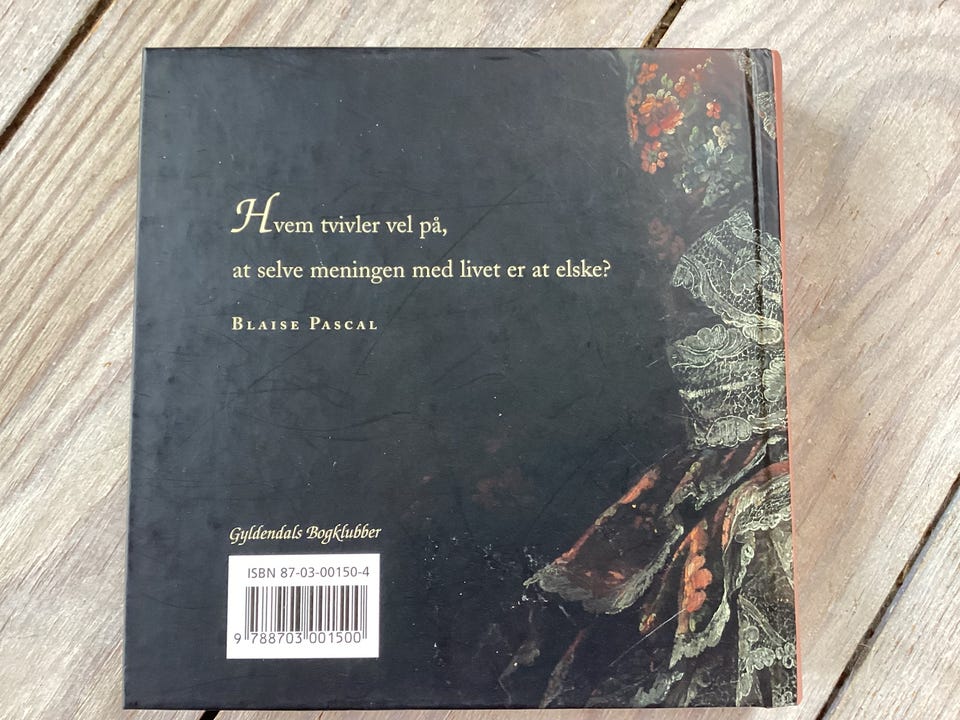 Hvem tvivler vel på,
at selve meningen med livet er at elske?
BLAISE PASCAL
Gyldendals Bogklubber
ISBN 87-03-00150-4
9 788703 001500